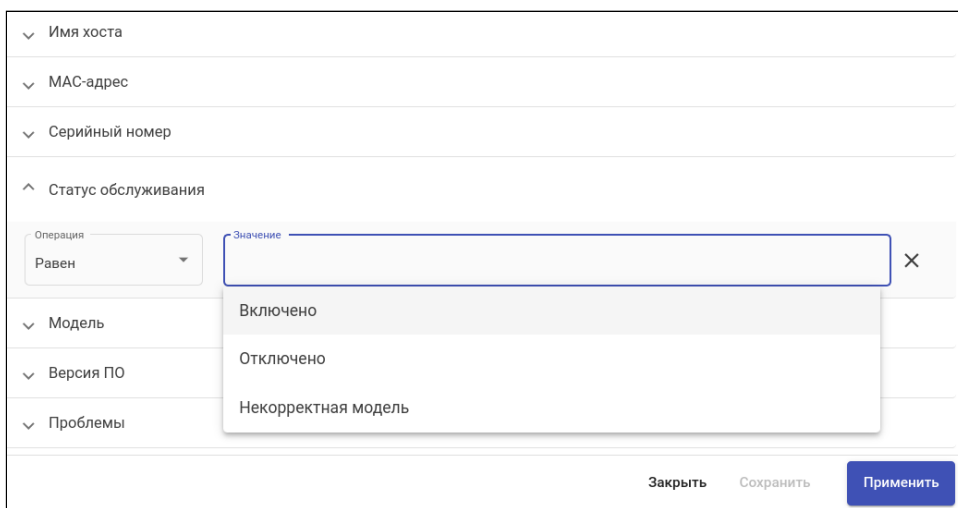 Имя хоста
MAC-адрес
Серийный номер
Статус обслуживания
Операция
Равен
Значение
Включено
Отключено
Некорректная модель
Модель
Версия ПО
Проблемы
Закрыть Сохранить Применить